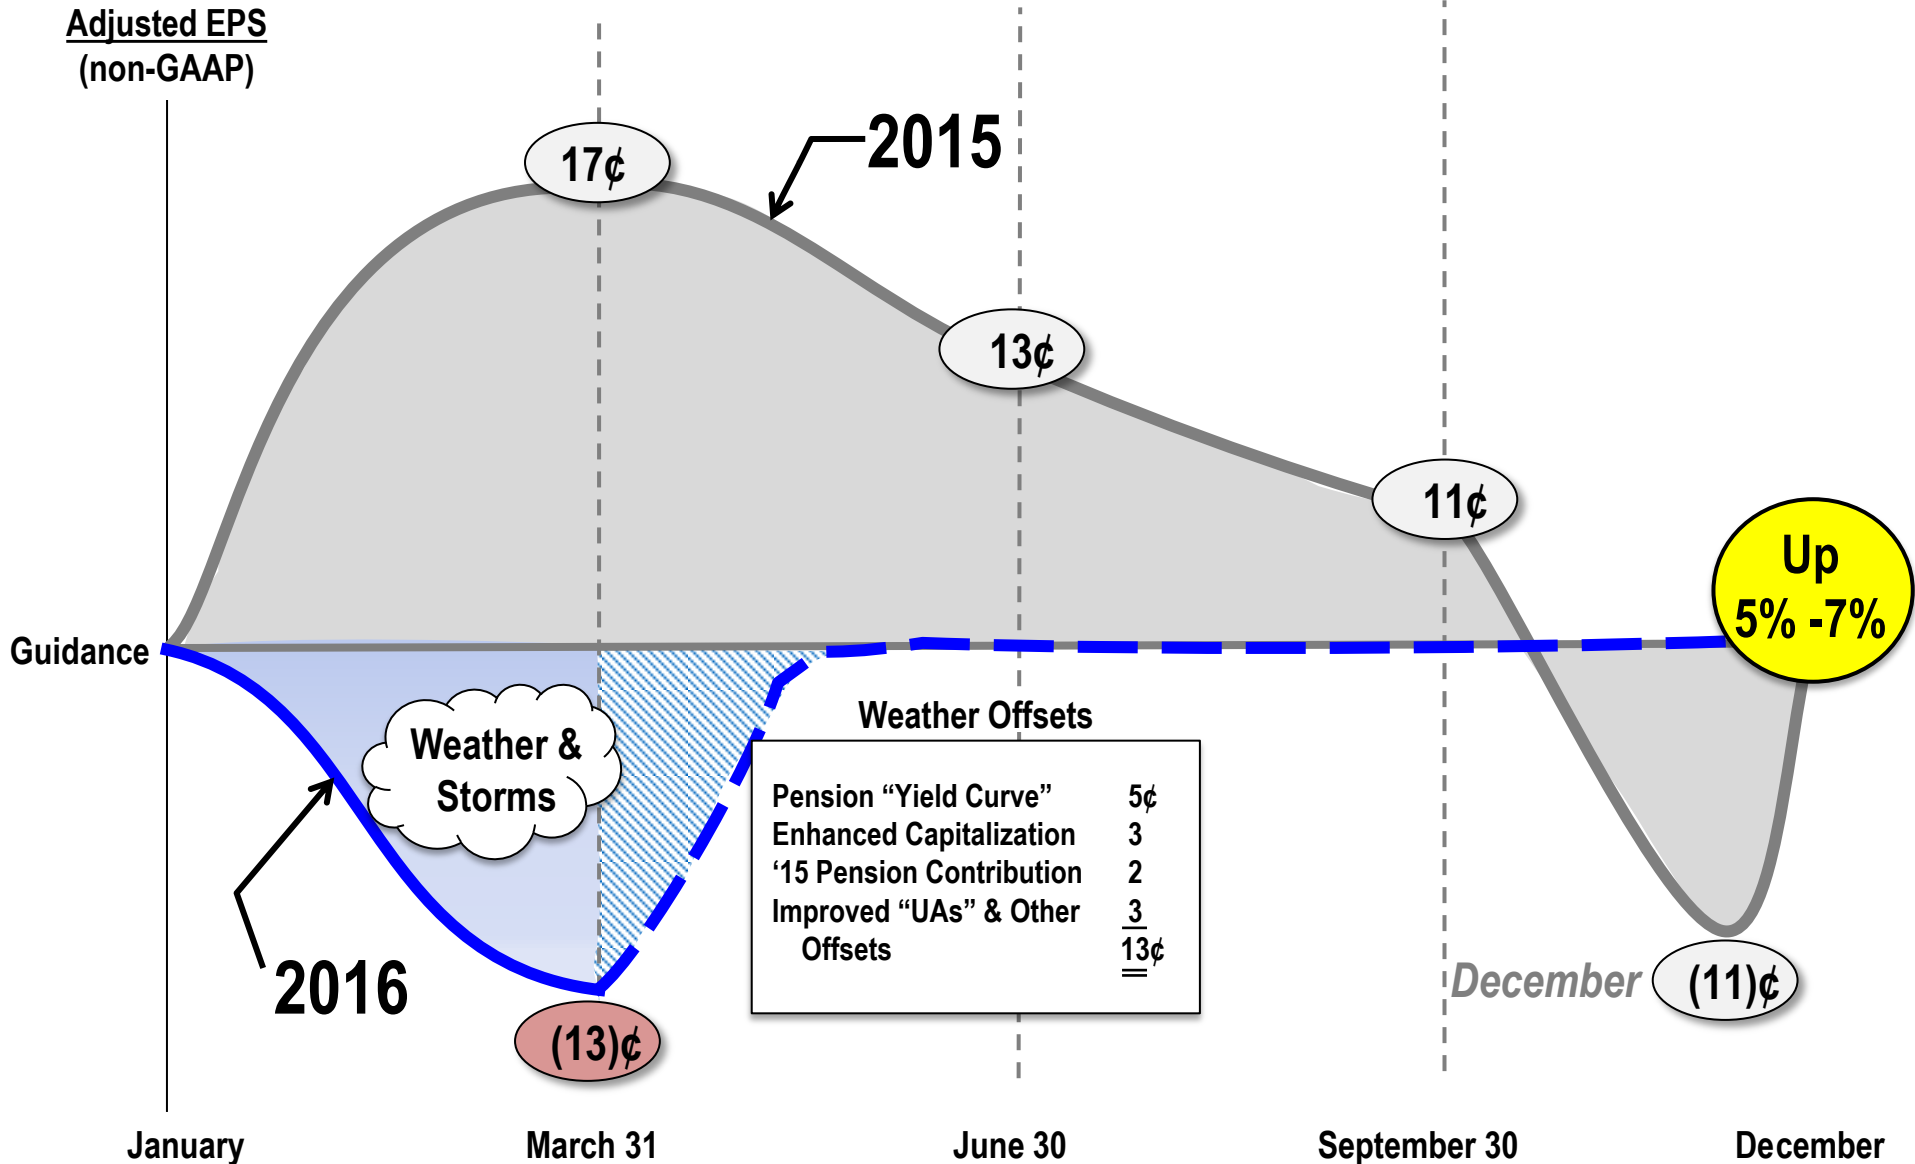 Adjusted EPS
(non-GAAP)
2015
17¢
13¢
11¢
Up
5% -7%
Guidance
Weather &
Storms
Weather Offsets
Pension “Yield Curve” 5¢
Enhanced Capitalization 3
‘15 Pension Contribution 2
Improved “UAs” & Other 3
Offsets 13¢
2016
(13)¢
December (11)¢
January March 31 June 30 September 30 December